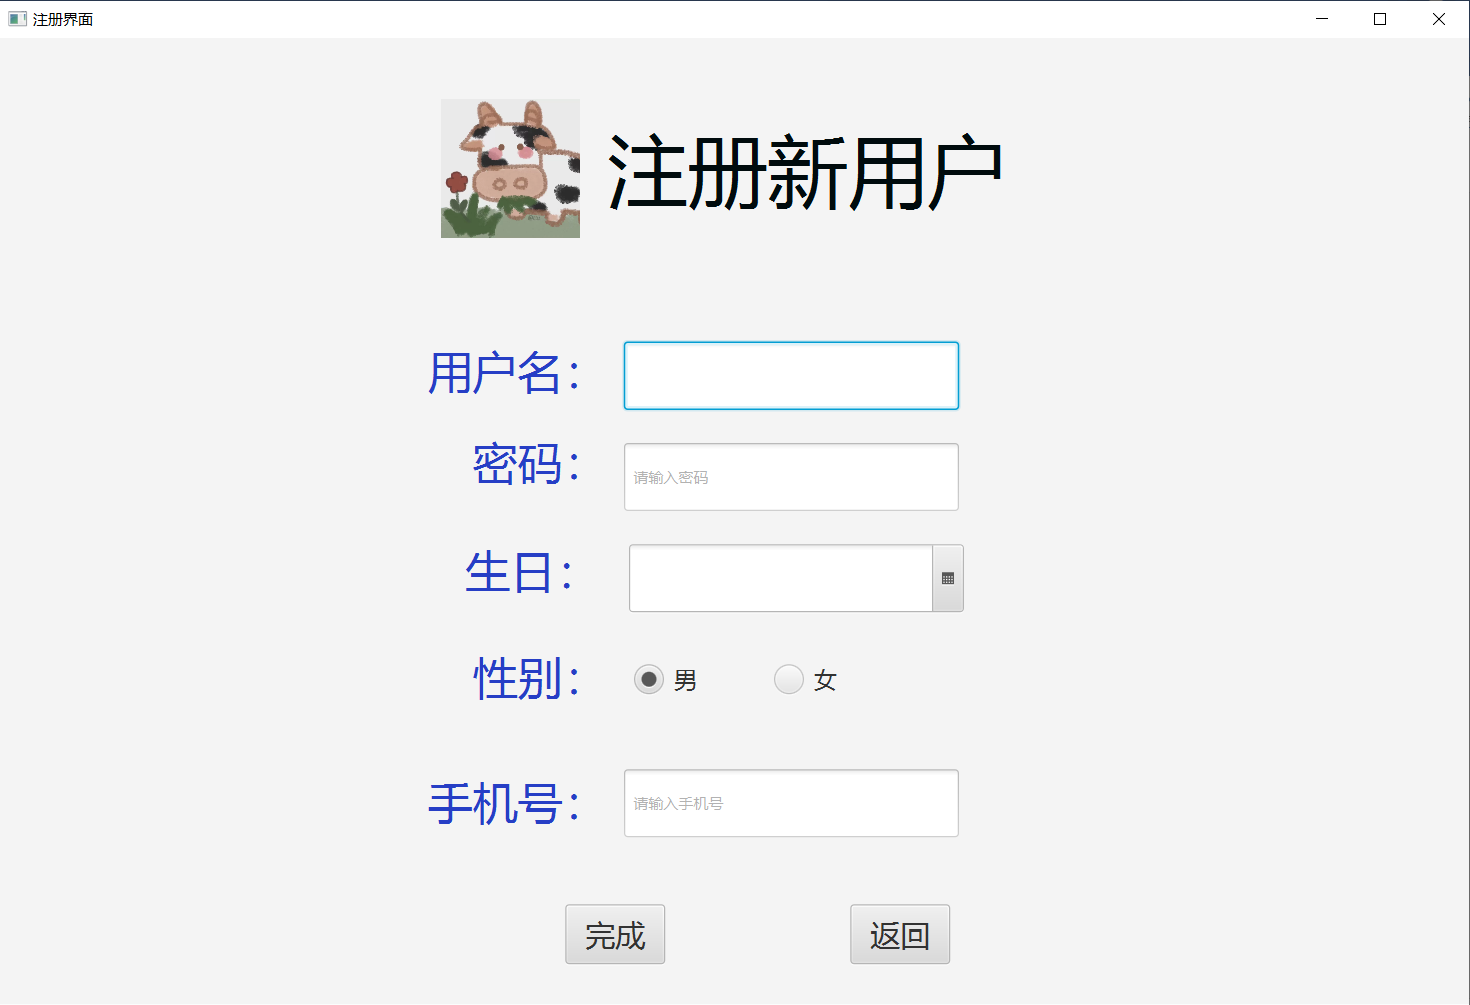 注册界面
注册新用户
用户名：
密码：
请输入密码
生日：
性别：
男
女
手机号：
请输入手机号
完成
返回